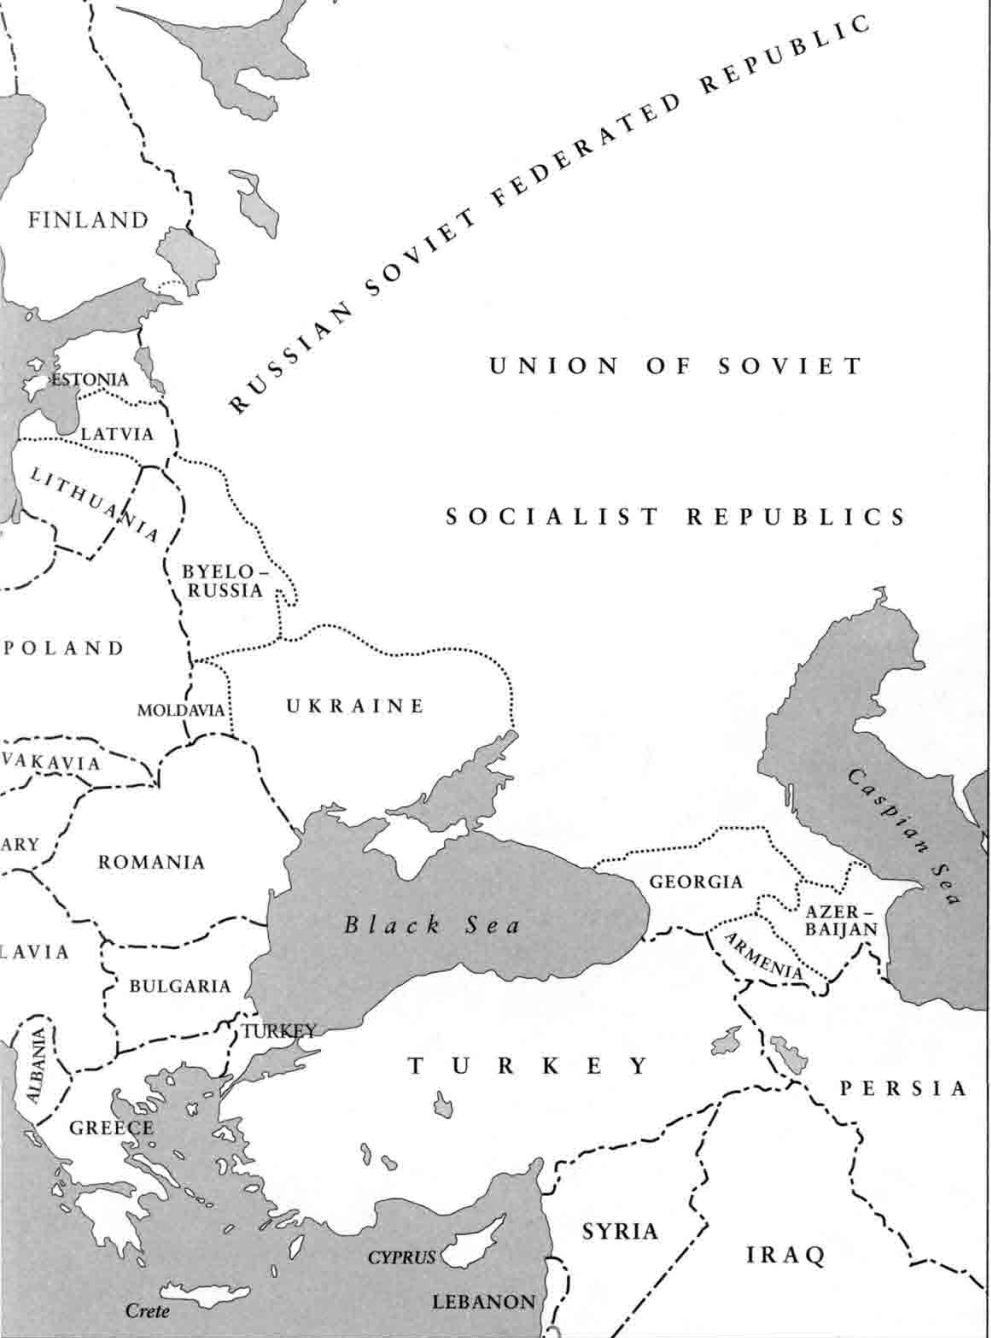 RUSSIAN SOVIET FEDERATED REPUBLIC
FINLAND
UNION OF SOVIET
ESTONIA
LATVIA
LITHUANIA
SOCIALIST REPUBLICS
BYELO–
RUSSIA
POLAND
MOLDAVIA
UKRAINE
VAKAVIA
Caspian Sea
ARY
ROMANIA
GEORGIA
Black Sea
AZER–
BAIJAN
ARMENIA
LAVIA
BULGARIA
TURKEY
ALBANIA
TURKEY
PERSIA
GREECE
SYRIA
IRAQ
CYPRUS
LEBANON
Crete